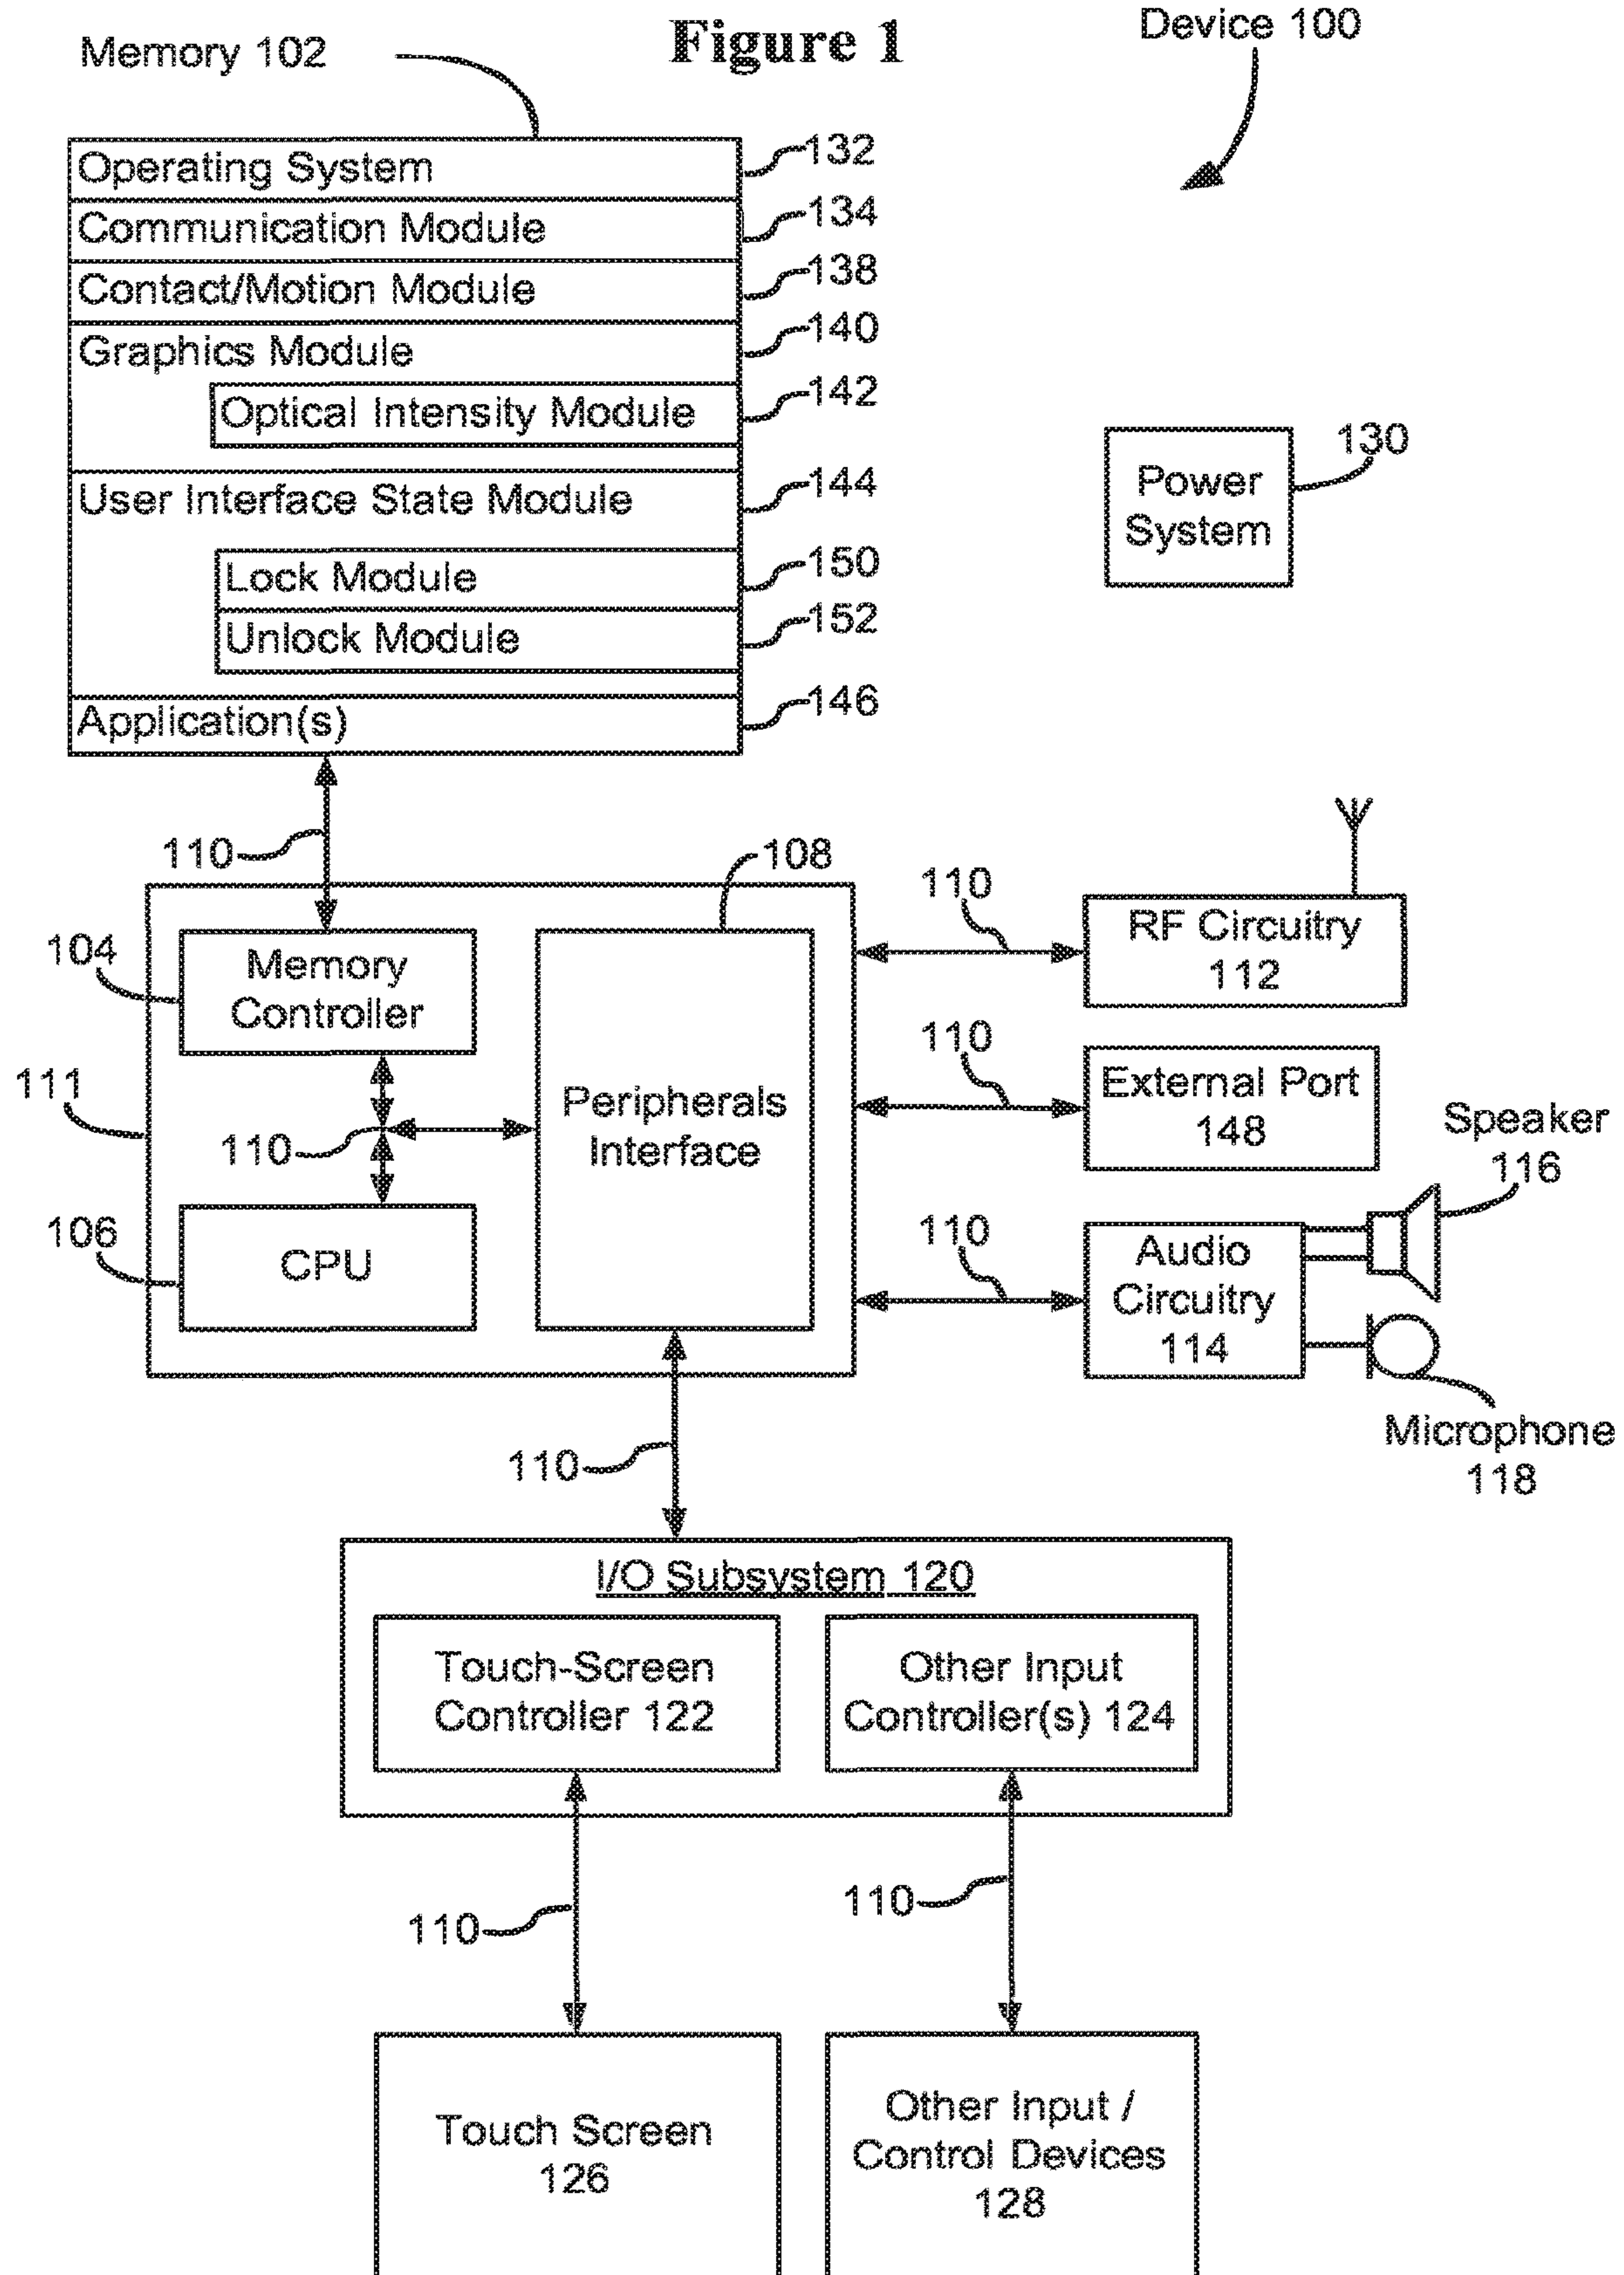 Figure 1
Memory 102
Device 100
Operating System
132
Communication Module
134
Contact/Motion Module
138
Graphics Module
140
Optical Intensity Module
142
User Interface State Module
144
Lock Module
150
Unlock Module
152
Application(s)
146
Power
System
130
110
108
104
Memory
Controller
111
110
Peripherals
Interface
106
CPU
110
RF Circuitry
112
110
External Port
148
Speaker
116
110
Audio
Circuitry
114
Microphone
118
110
I/O Subsystem 120
Touch-Screen
Controller 122
Other Input
Controller(s) 124
110
110
Touch Screen
126
Other Input /
Control Devices
128